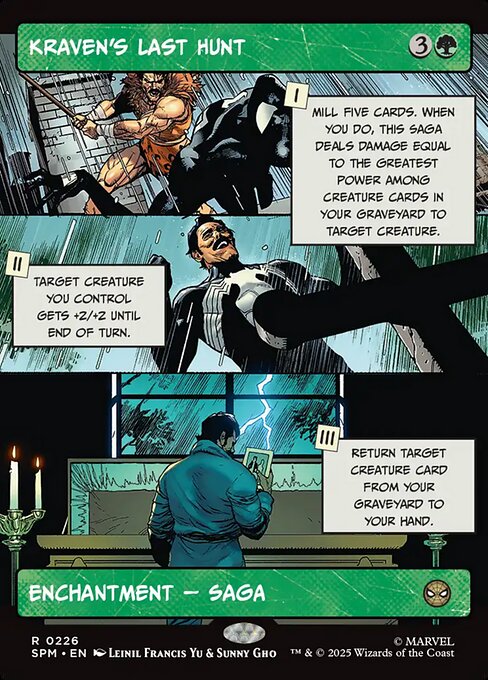 KRAVEN'S LAST HUNT
3
I
MILL FIVE CARDS. WHEN
YOU DO, THIS SAGA
DEALS DAMAGE EQUAL
TO THE GREATEST
POWER AMONG
CREATURE CARDS IN
YOUR GRAVEYARD TO
TARGET CREATURE.
II
TARGET CREATURE
YOU CONTROL
GETS +2/+2 UNTIL
END OF TURN.
III
RETURN TARGET
CREATURE CARD
FROM YOUR
GRAVEYARD TO
YOUR HAND.
ENCHANTMENT – SAGA
R 0226
SPM • EN LEINIL FRANCIS YU & SUNNY GHO
© MARVEL
™ & © 2025 Wizards of the Coast